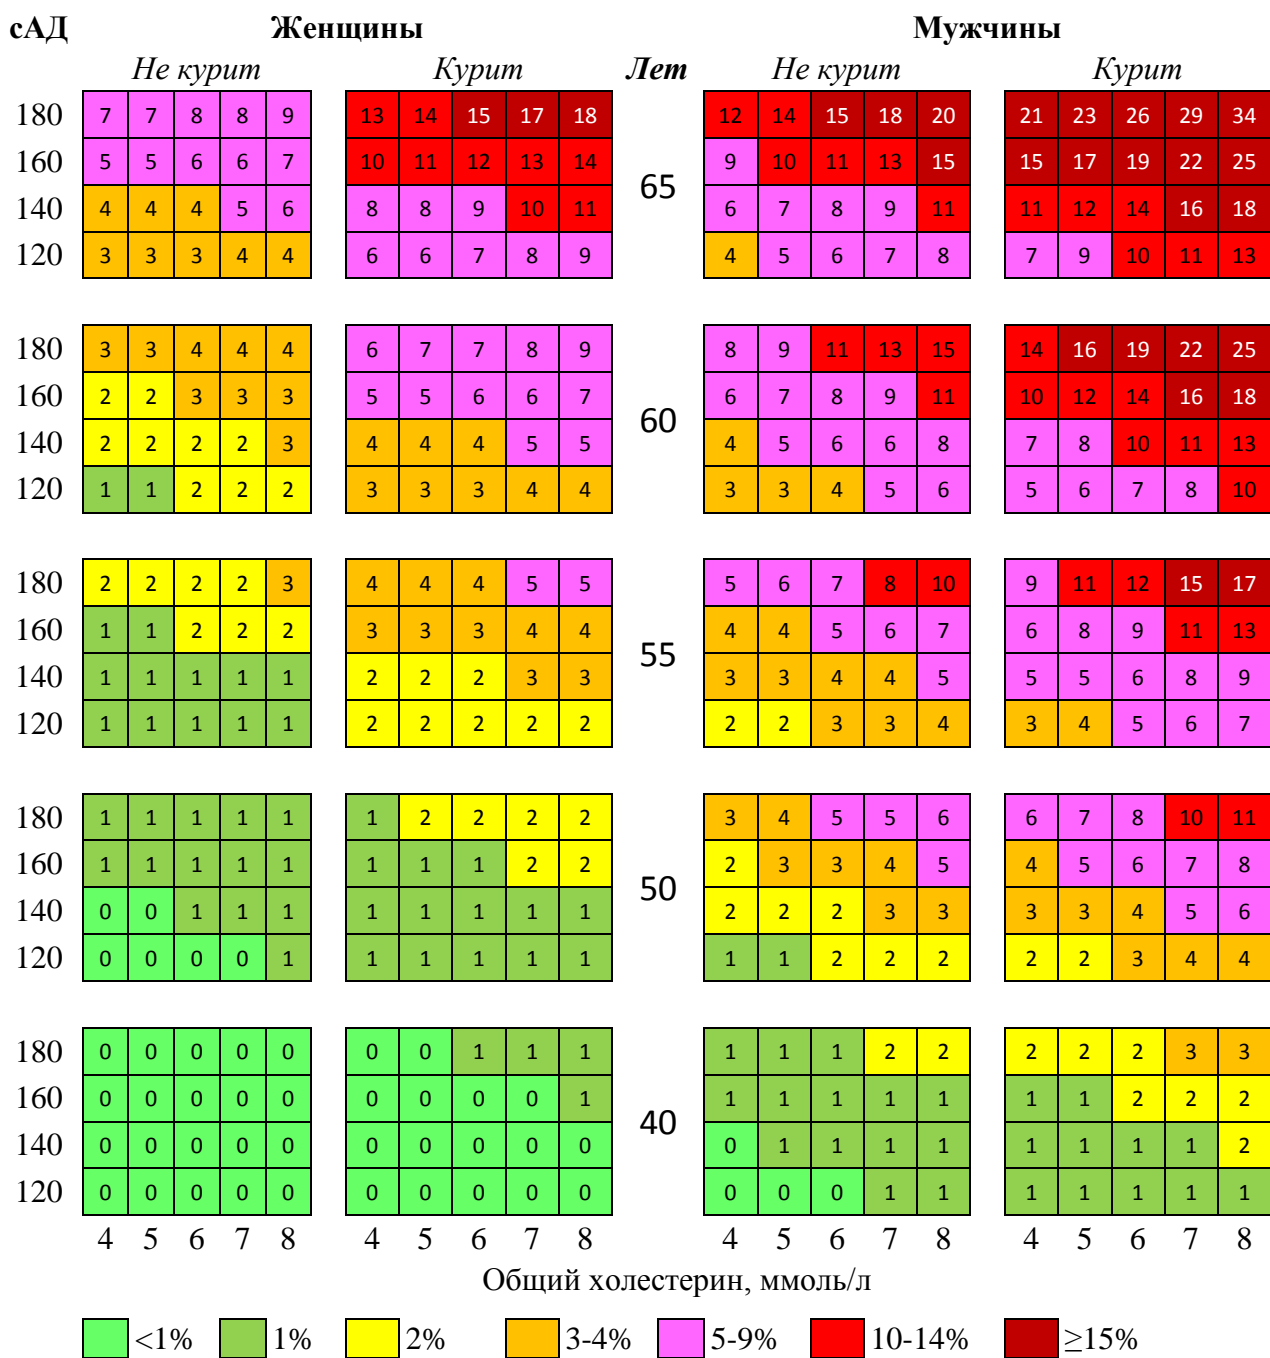 сАД Женщины Мужчины
Не курит Курит Лет Не курит Курит
180 7 7 8 8 9 13 14 15 17 18 12 14 15 18 20 21 23 26 29 34
160 5 5 6 6 7 10 11 12 13 14 9 10 11 13 15 15 17 19 22 25
65
140 4 4 4 5 6 8 8 9 10 11 6 7 8 9 11 11 12 14 16 18
120 3 3 3 4 4 6 6 7 8 9 4 5 6 7 8 7 9 10 11 13
180 3 3 4 4 4 6 7 7 8 9 8 9 11 13 15 14 16 19 22 25
160 2 2 3 3 3 5 5 6 6 7 6 7 8 9 11 10 12 14 16 18
60
140 2 2 2 2 3 4 4 4 5 5 4 5 6 6 8 7 8 10 11 13
120 1 1 2 2 2 3 3 3 4 4 3 3 4 5 6 5 6 7 8 10
180 2 2 2 2 3 4 4 4 5 5 5 6 7 8 10 9 11 12 15 17
160 1 1 2 2 2 3 3 3 4 4 4 4 5 6 7 6 8 9 11 13
55
140 1 1 1 1 1 2 2 2 3 3 3 3 4 4 5 5 5 6 8 9
120 1 1 1 1 1 2 2 2 2 2 2 2 3 3 4 3 4 5 6 7
180 1 1 1 1 1 1 2 2 2 2 3 4 5 5 6 6 7 8 10 11
160 1 1 1 1 1 1 1 1 2 2 2 3 3 4 5 4 5 6 7 8
50
140 0 0 1 1 1 1 1 1 1 1 2 2 2 3 3 3 3 4 5 6
120 0 0 0 0 1 1 1 1 1 1 1 1 2 2 2 2 2 3 4 4
180 0 0 0 0 0 0 0 1 1 1 1 1 1 2 2 2 2 2 3 3
160 0 0 0 0 0 0 0 0 0 1 1 1 1 1 1 1 1 2 2 2
40
140 0 0 0 0 0 0 0 0 0 0 0 1 1 1 1 1 1 1 1 2
120 0 0 0 0 0 0 0 0 0 0 0 0 0 1 1 1 1 1 1 1
4 5 6 7 8 4 5 6 7 8 4 5 6 7 8 4 5 6 7 8
Общий холестерин, ммоль/л
<1% 1% 2% 3-4% 5-9% 10-14% ≥15%